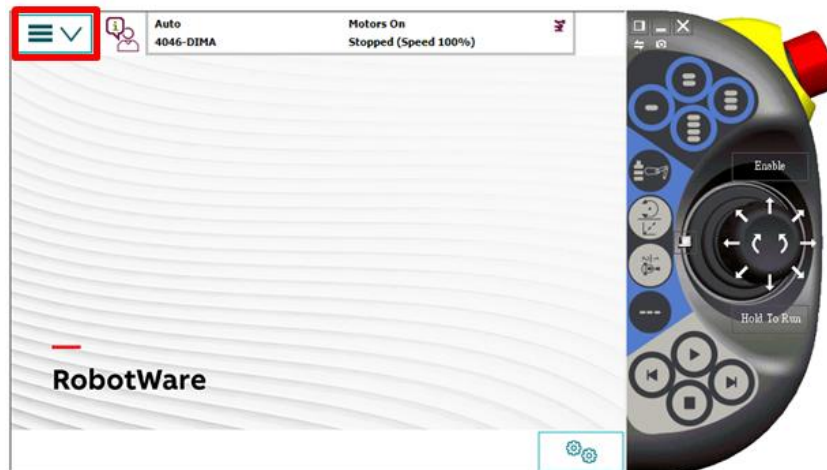 Auto
4046-DIMA
Motors On
Stopped (Speed 100%)
Enable
Hold To Run
RobotWare